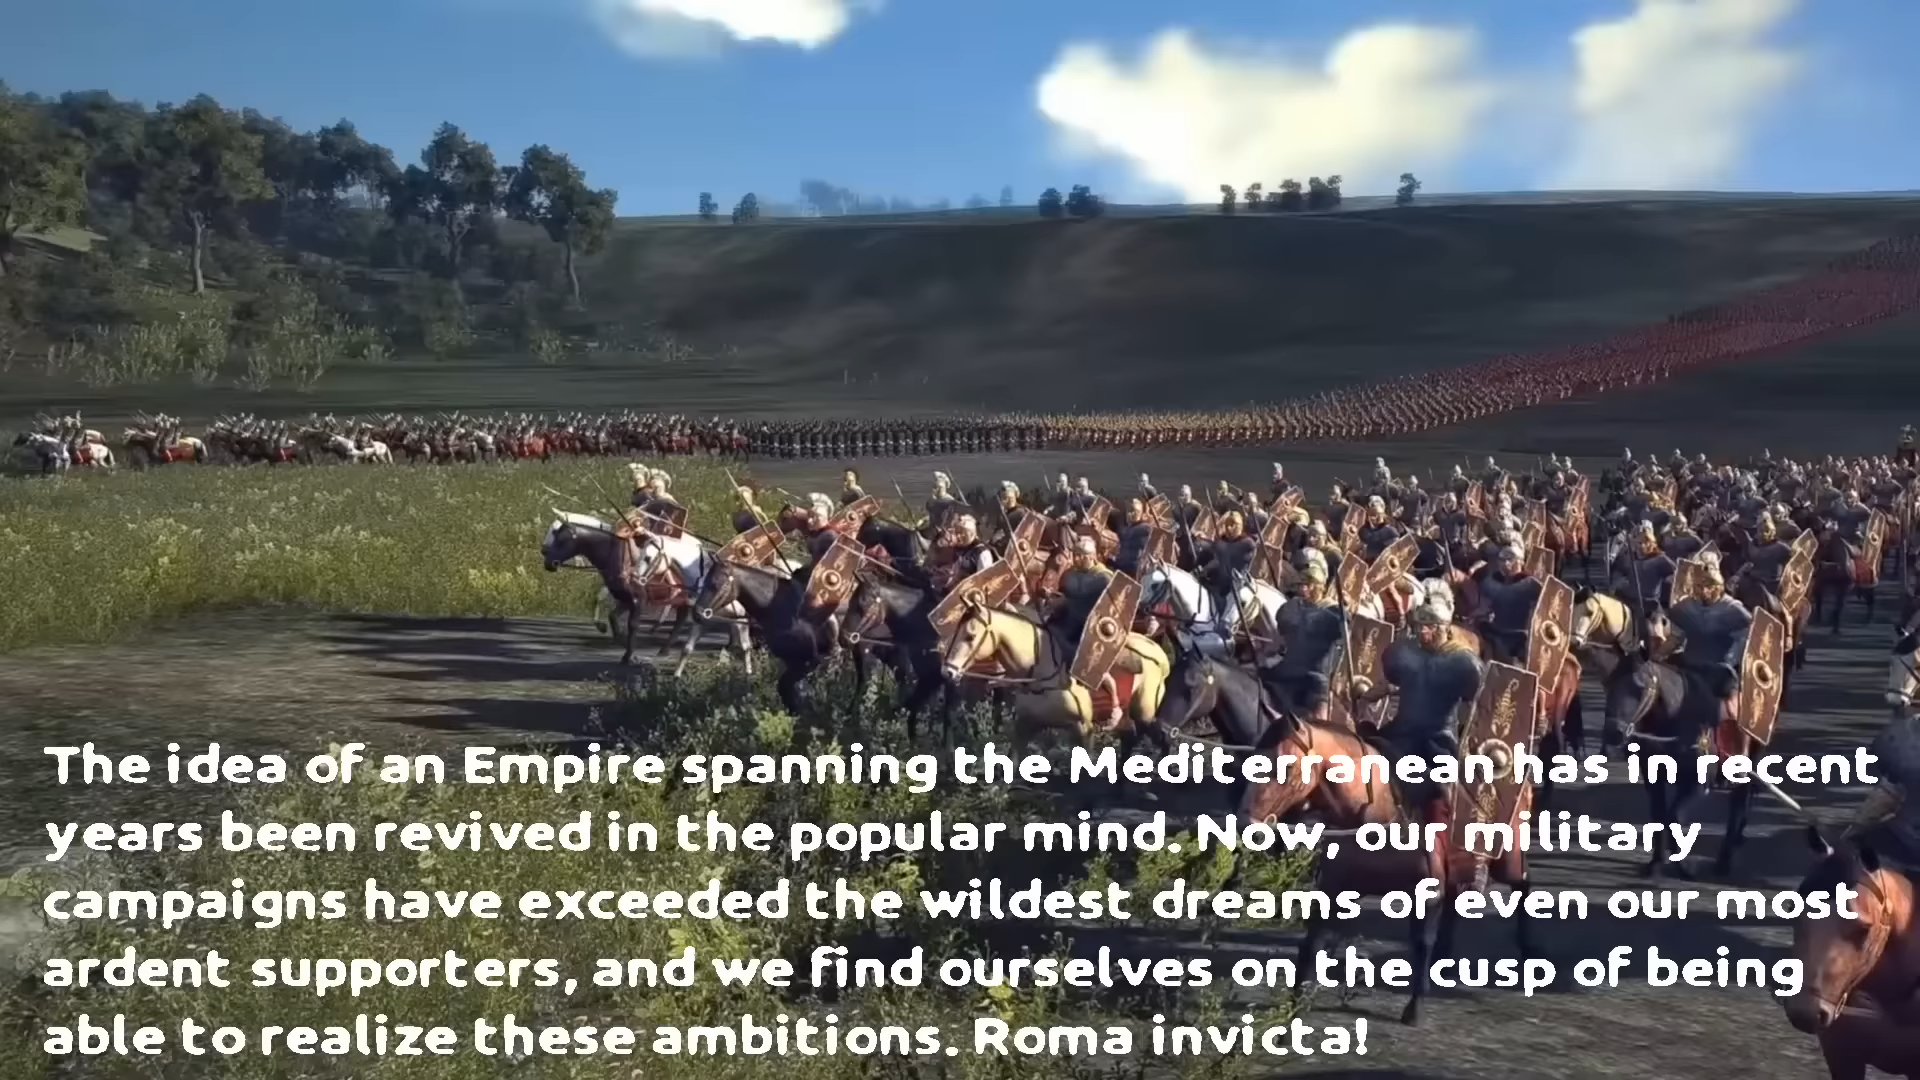 The idea of an Empire spanning the Mediterranean has in recent
years been revived in the popular mind. Now, our military
campaigns have exceeded the wildest dreams of even our most
ardent supporters, and we find ourselves on the cusp of being
able to realize these ambitions. Roma invicta!